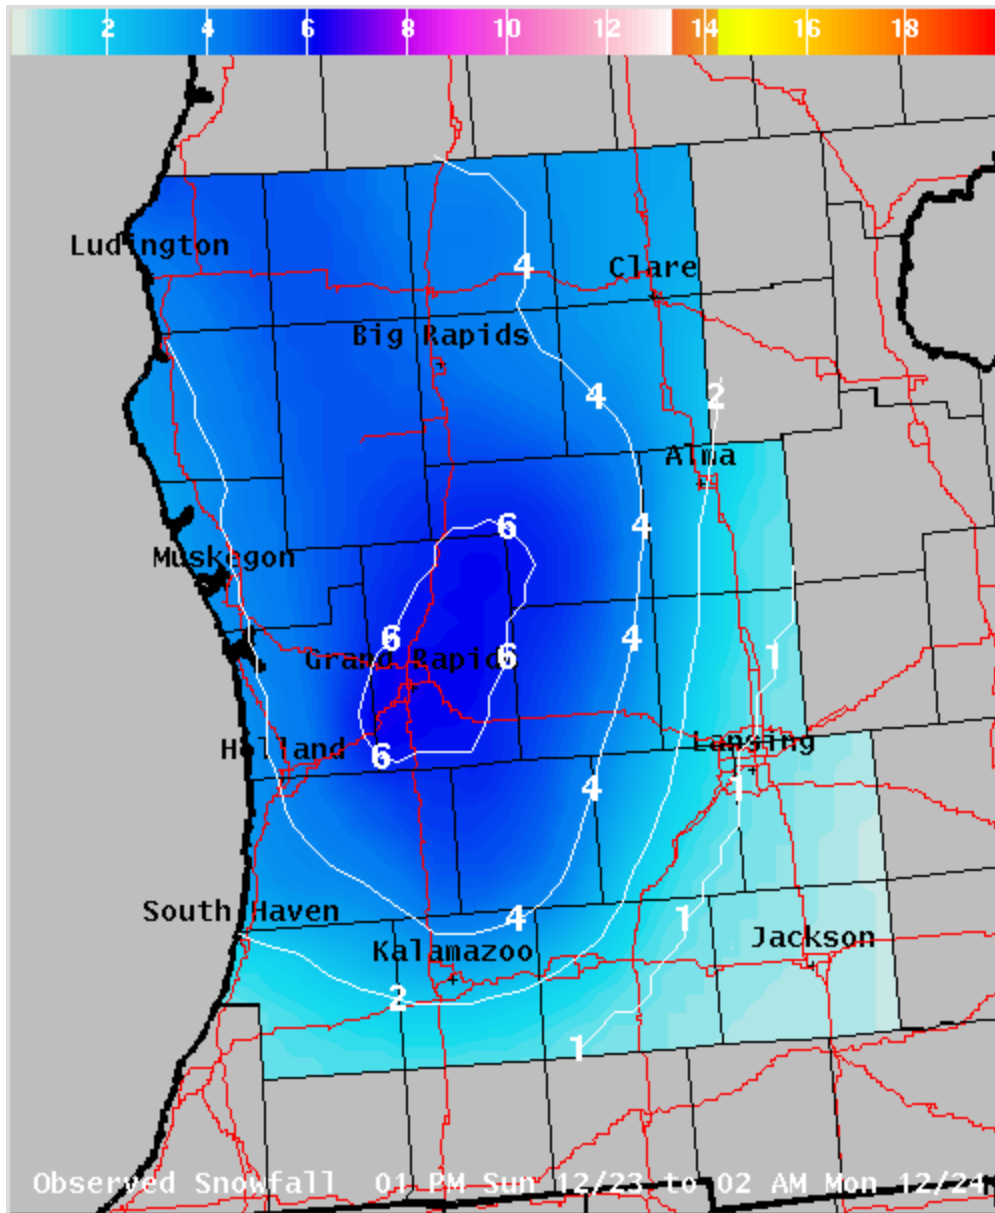 2 4 6 8 10 12 14 16 18
Ludington
4
Clare
Big Rapids
4 2
Alma
6 4
Muskegon
6 4
Grand Rapids 6 1
Holland 6 Lansing
4 1
South Haven 4 1
Kalamazoo Jackson
2
1
Observed Snowfall 01 PM Sun 12/23 to 02 AM Mon 12/24